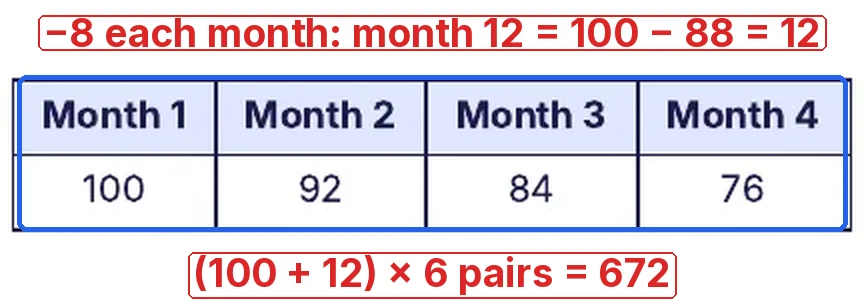 −8 each month: month 12 = 100 − 88 = 12
Month 1 Month 2 Month 3 Month 4
100 92 84 76
(100 + 12) × 6 pairs = 672